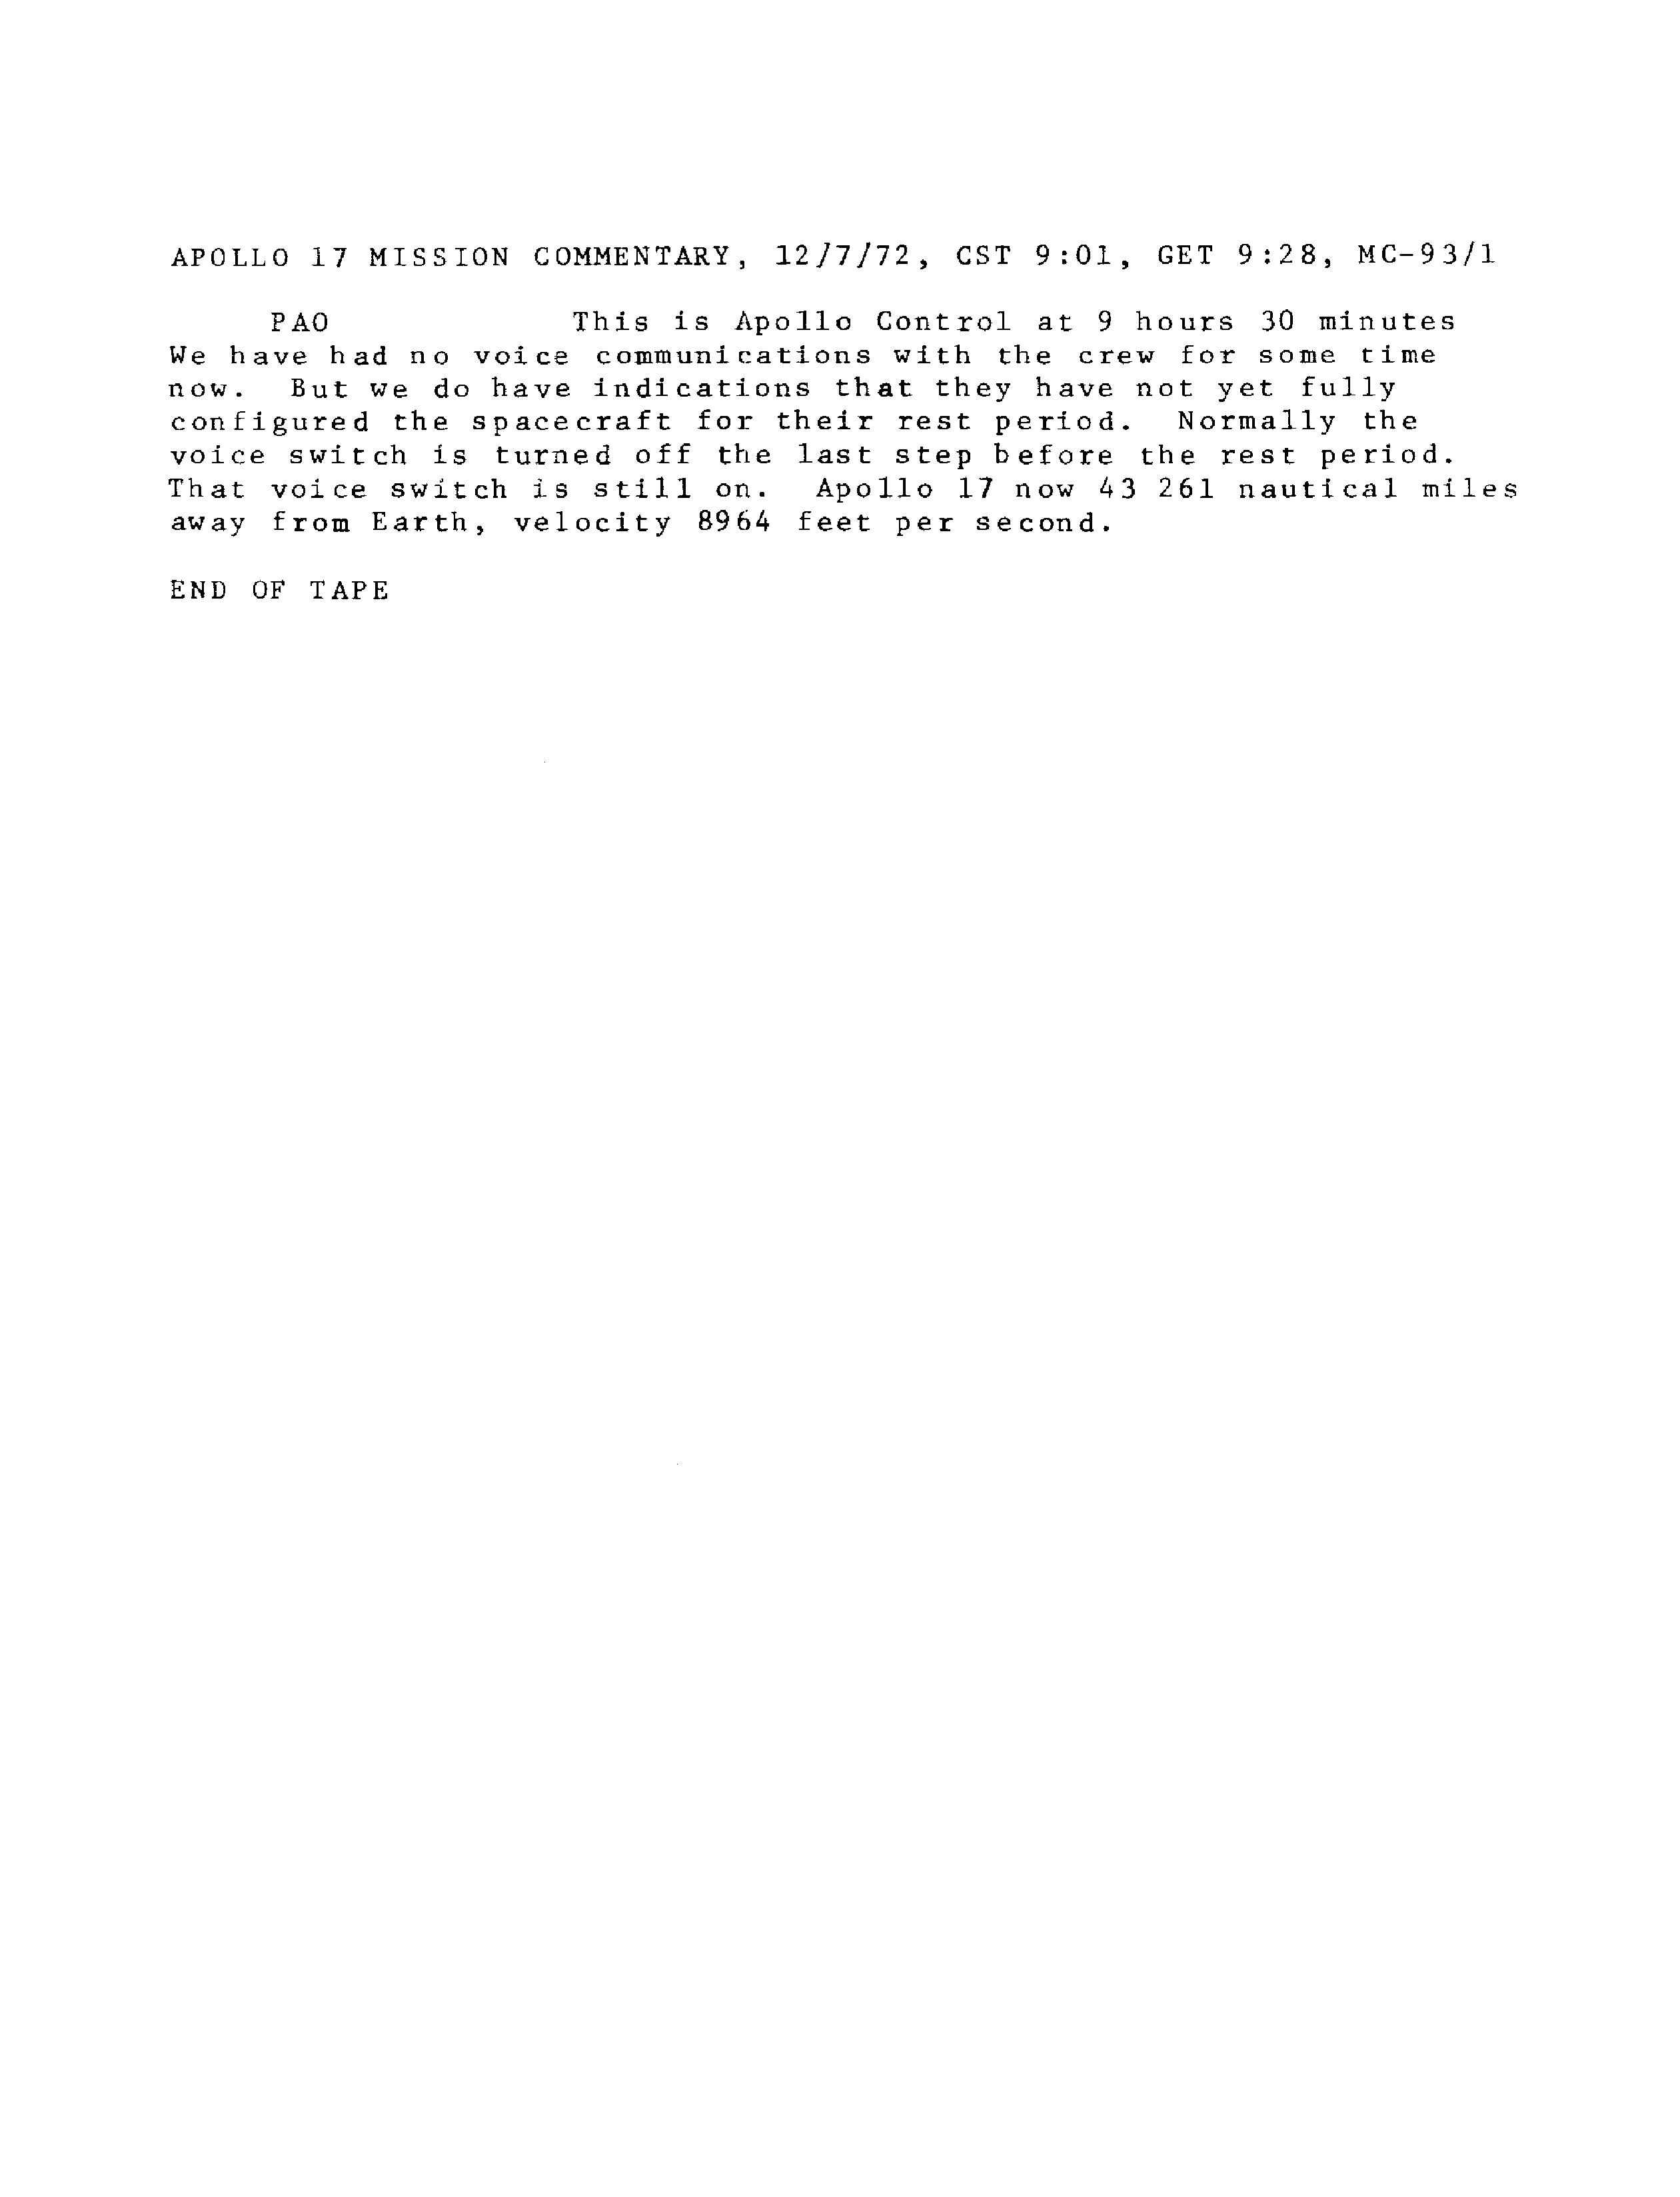 APOLLO 17 MISSION COMMENTARY, 12/7/72, CST 9:01, GET 9:28, MC-93/1
PAO This is Apollo Control at 9 hours 30 minutes
We have had no voice communications with the crew for some time
now. But we do have indications that they have not yet fully
configured the spacecraft for their rest period. Normally the
voice switch is turned off the last step before the rest period.
That voice switch is still on. Apollo 17 now 43 261 nautical miles
away from Earth, velocity 8964 feet per second.
END OF TAPE